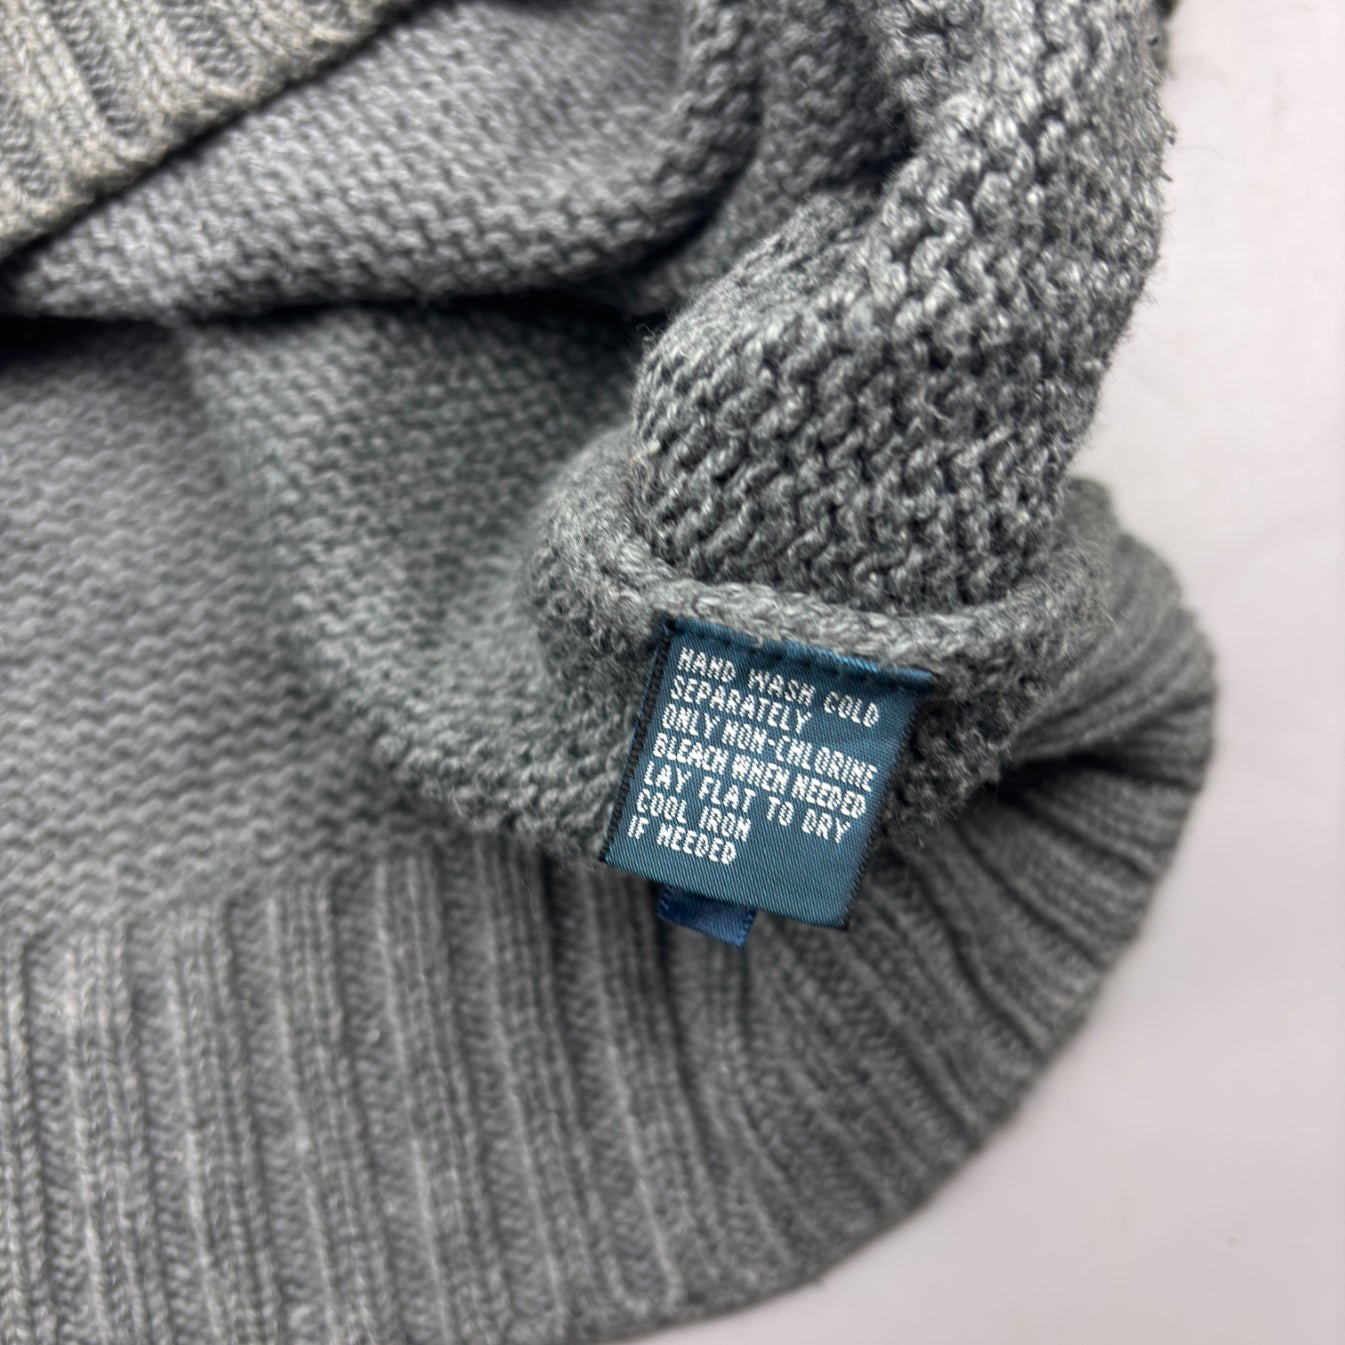 HAND WASH COLD
SEPARATELY
ONLY NON-CHLORINE
BLEACH WHEN NEEDED
LAY FLAT TO DRY
COOL IRON
IF NEEDED